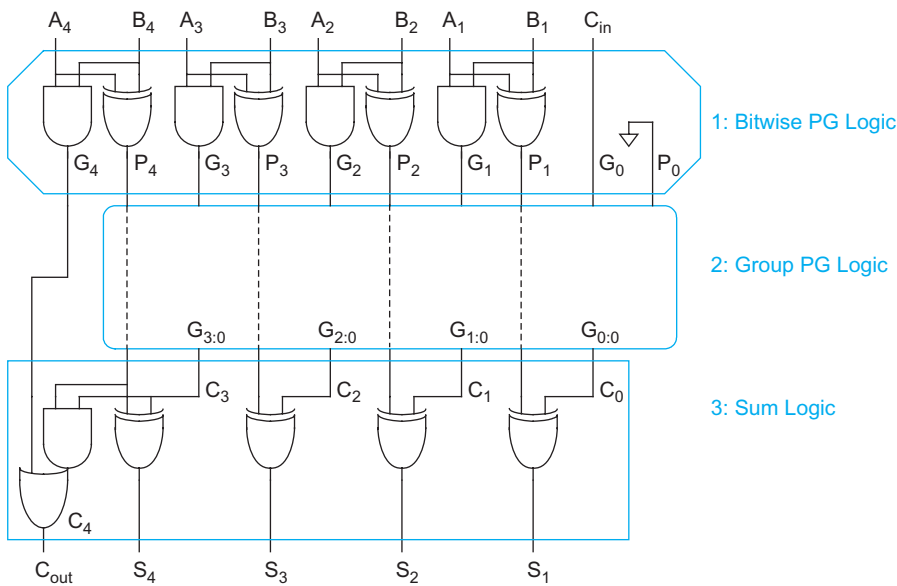 A4 B4 A3 B3 A2 B2 A1 B1 Cin
1: Bitwise PG Logic
G4 P4 G3 P3 G2 P2 G1 P1 G0 P0
2: Group PG Logic
G3:0 G2:0 G1:0 G0:0
C3 C2 C1 C0
3: Sum Logic
C4
Cout S4 S3 S2 S1